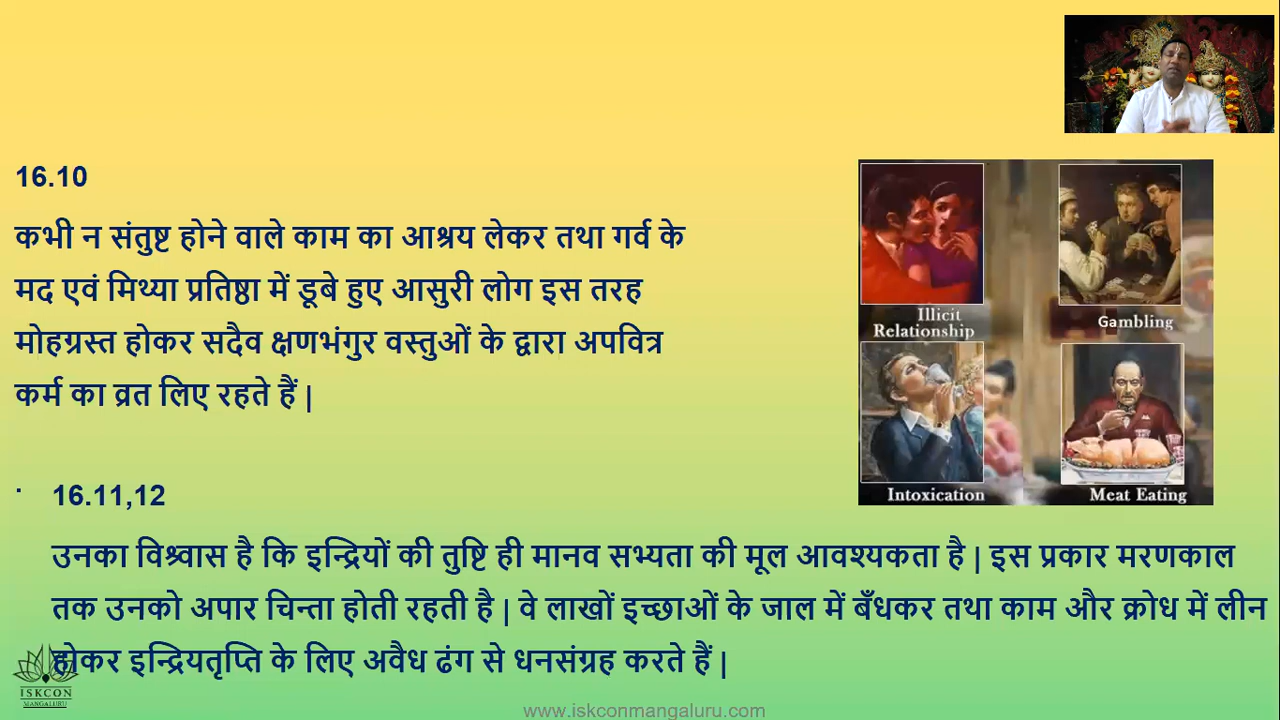 16.10
कभी न संतुष्ट होने वाले काम का आश्रय लेकर तथा गर्व के
मद एवं मिथ्या प्रतिष्ठा में डूबे हुए आसुरी लोग इस तरह
मोहग्रस्त होकर सदैव क्षणभंगुर वस्तुओं के द्वारा अपवित्र
कर्म का व्रत लिए रहते हैं |
Illicit
Relationship
Gambling
Intoxication
Meat Eating
· 16.11,12
उनका विश्र्वास है कि इन्द्रियों की तुष्टि ही मानव सभ्यता की मूल आवश्यकता है | इस प्रकार मरणकाल
तक उनको अपार चिन्ता होती रहती है | वे लाखों इच्छाओं के जाल में बँधकर तथा काम और क्रोध में लीन
होकर इन्द्रियतृप्ति के लिए अवैध ढंग से धनसंग्रह करते हैं |
ISKCON
MANGALURU
www.iskconmangaluru.com